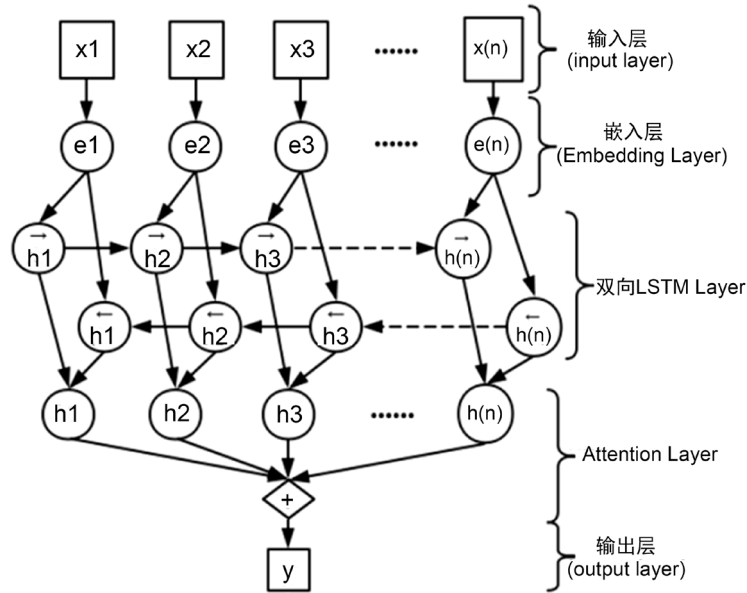 x1 x2 x3 ...... x(n)
输入层
(input layer)
e1 e2 e3 ...... e(n)
嵌入层
(Embedding Layer)
→h1 →h2 →h3 →h(n)
←h1 ←h2 ←h3 ←h(n)
双向LSTM Layer
h1 h2 h3 ...... h(n)
Attention Layer
+
输出层
(output layer)
y